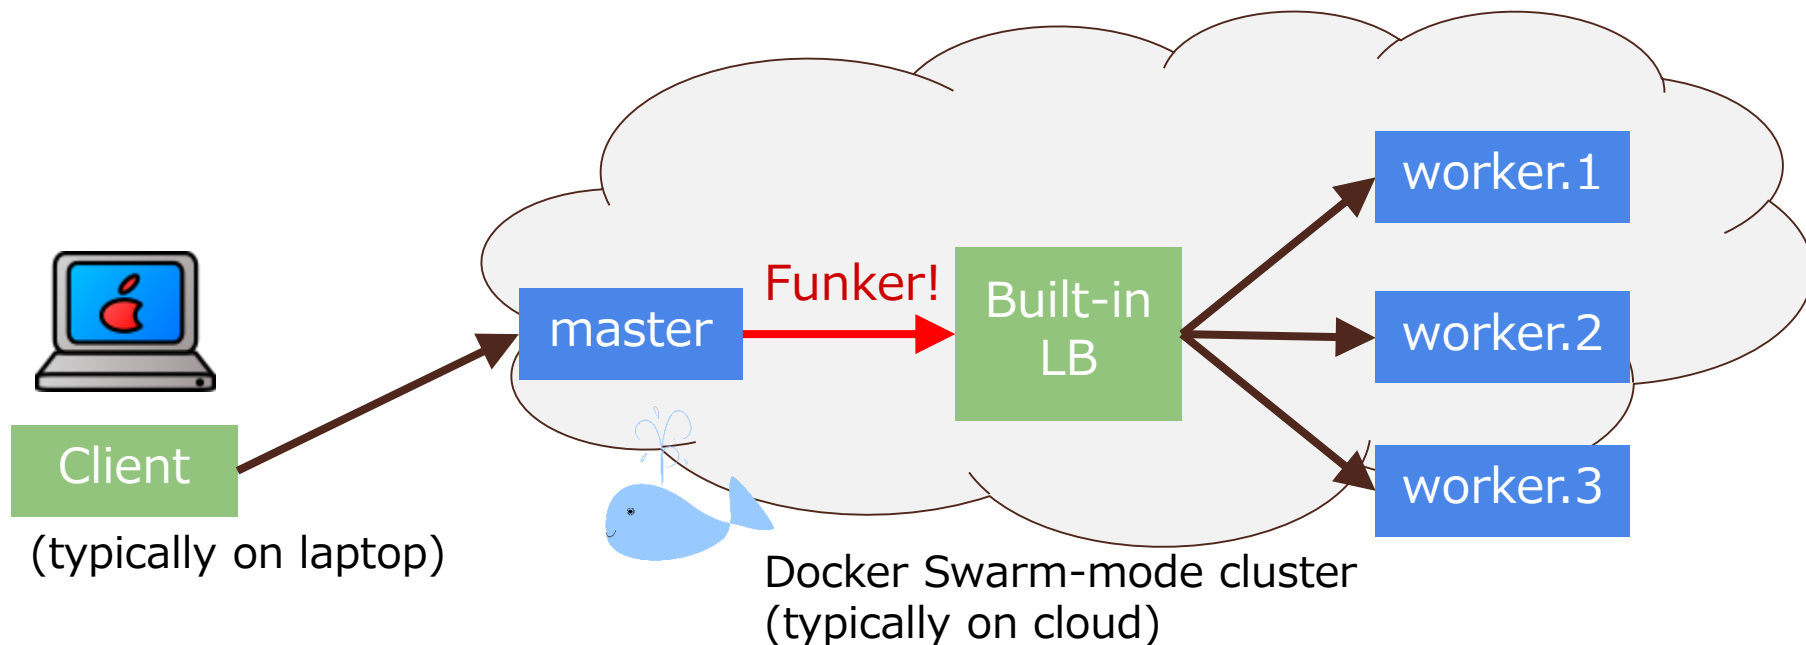 Funker!
master
Built-in
LB
worker.1
worker.2
worker.3
Client
(typically on laptop)
Docker Swarm-mode cluster
(typically on cloud)